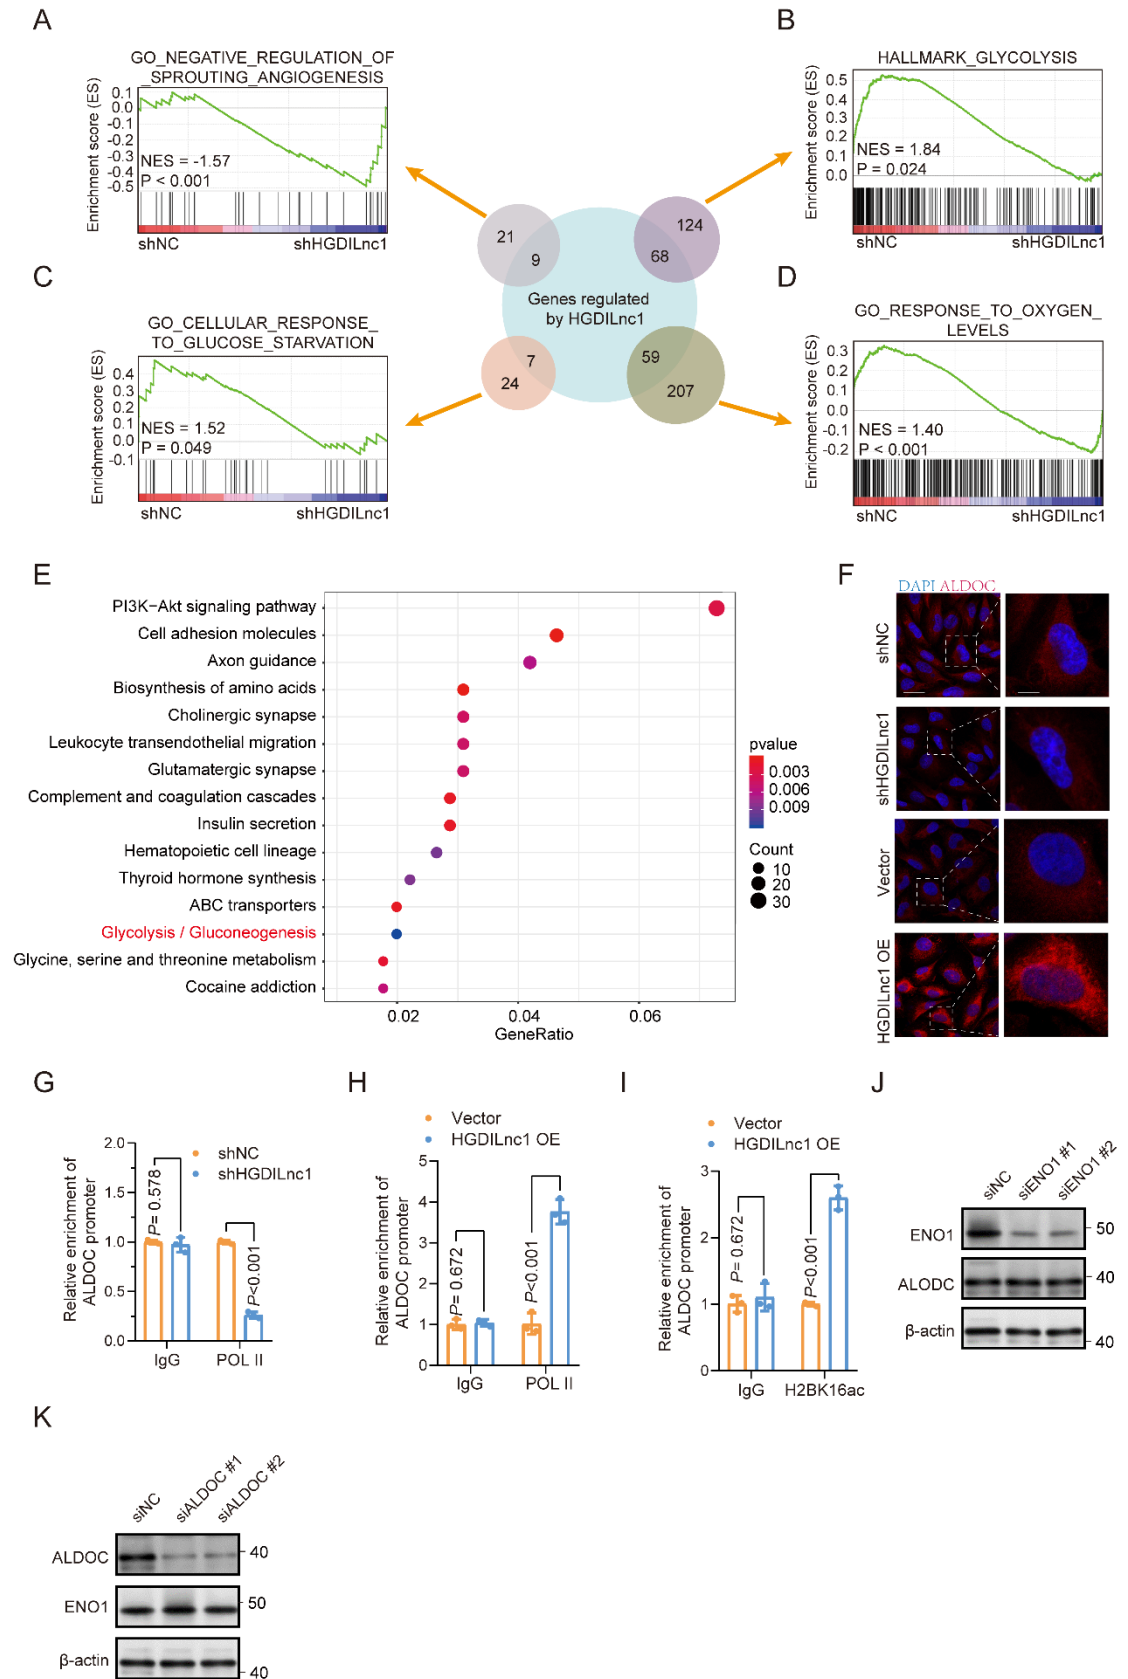 A
GO_NEGATIVE_REGULATION_OF
_SPROUTING_ANGIOGENESIS
Enrichment score (ES)
0.1
0.0
-0.1
-0.2
-0.3
-0.4
-0.5
NES = -1.57
P < 0.001
shNC
shHGDILnc1
B
HALLMARK_GLYCOLYSIS
Enrichment score (ES)
0.5
0.4
0.3
0.2
0.1
0.0
NES = 1.84
P = 0.024
shNC
shHGDILnc1
21
9
124
68
Genes regulated
by HGDILnc1
7
24
59
207
C
GO_CELLULAR_RESPONSE_
TO_GLUCOSE_STARVATION
Enrichment score (ES)
0.4
0.3
0.2
0.1
0.0
-0.1
NES = 1.52
P = 0.049
shNC
shHGDILnc1
D
GO_RESPONSE_TO_OXYGEN_
LEVELS
Enrichment score (ES)
0.3
0.2
0.1
0.0
-0.1
-0.2
NES = 1.40
P < 0.001
shNC
shHGDILnc1
E
PI3K−Akt signaling pathway
Cell adhesion molecules
Axon guidance
Biosynthesis of amino acids
Cholinergic synapse
Leukocyte transendothelial migration
Glutamatergic synapse
Complement and coagulation cascades
Insulin secretion
Hematopoietic cell lineage
Thyroid hormone synthesis
ABC transporters
Glycolysis / Gluconeogenesis
Glycine, serine and threonine metabolism
Cocaine addiction
0.02
0.04
0.06
GeneRatio
pvalue
0.003
0.006
0.009
Count
10
20
30
F
DAPI ALDOC
shNC
shHGDILnc1
Vector
HGDILnc1 OE
G
shNC
shHGDILnc1
Relative enrichment of
ALDOC promoter
2.0
1.5
1.0
0.5
0.0
P= 0.578
P<0.001
IgG
POL II
H
Vector
HGDILnc1 OE
Relative enrichment of
ALDOC promoter
5
4
3
2
1
0
P= 0.672
P<0.001
IgG
POL II
I
Vector
HGDILnc1 OE
Relative enrichment of
ALDOC promoter
3
2
1
0
P= 0.672
P<0.001
IgG
H2BK16ac
J
siNC
siENO1 #1
siENO1 #2
ENO1
50
ALODC
40
β-actin
40
K
siNC
siALDOC #1
siALDOC #2
ALDOC
40
ENO1
50
β-actin
40